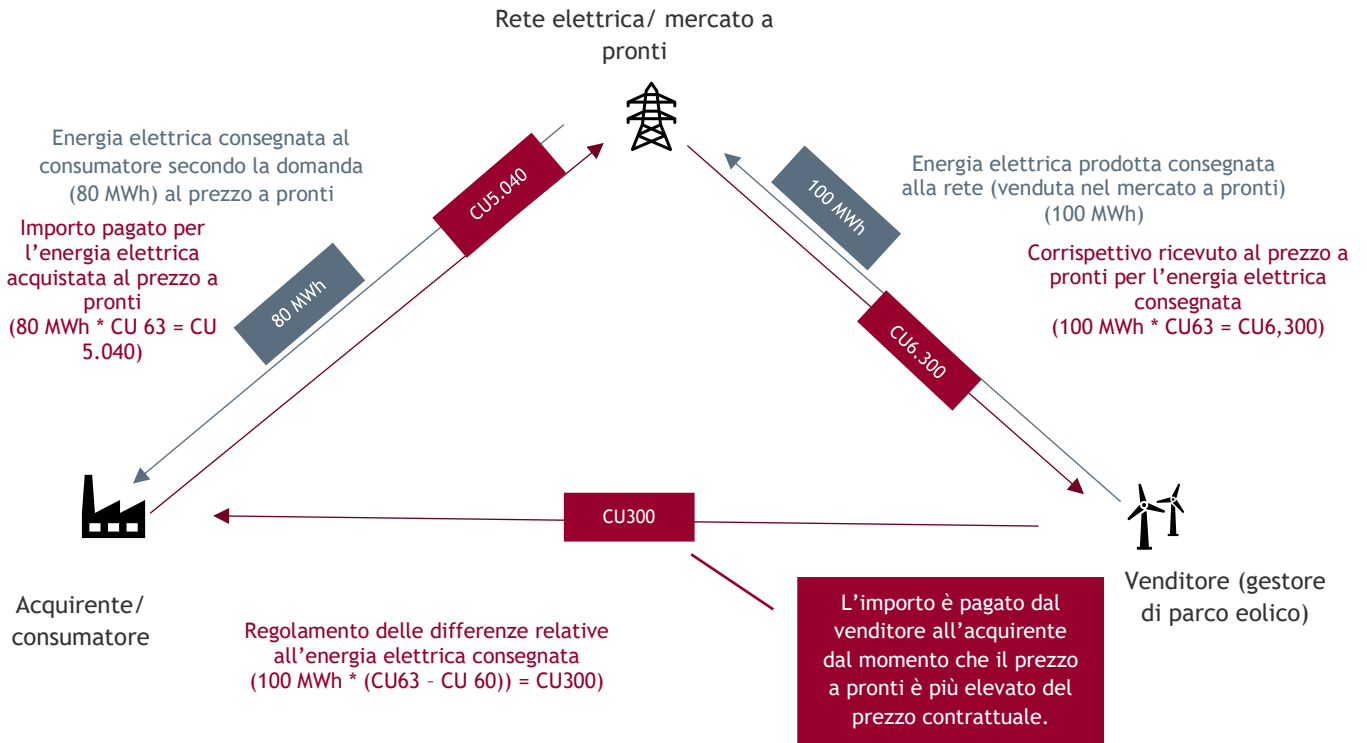 Rete elettrica/ mercato a
pronti
Energia elettrica consegnata al
consumatore secondo la domanda
(80 MWh) al prezzo a pronti
Importo pagato per
l'energia elettrica
acquistata al prezzo a
pronti
(80 MWh * CU 63 = CU
5.040)
CU5.040
80 MWh
100 MWh
CU6.300
Energia elettrica prodotta consegnata
alla rete (venduta nel mercato a pronti)
(100 MWh)
Corrispettivo ricevuto al prezzo a
pronti per l'energia elettrica
consegnata
(100 MWh * CU63 = CU6,300)
CU300
Acquirente/
consumatore
Regolamento delle differenze relative
all'energia elettrica consegnata
(100 MWh * (CU63 – CU 60)) = CU300)
L'importo è pagato dal
venditore all'acquirente
dal momento che il prezzo
a pronti è più elevato del
prezzo contrattuale.
Venditore (gestore
di parco eolico)